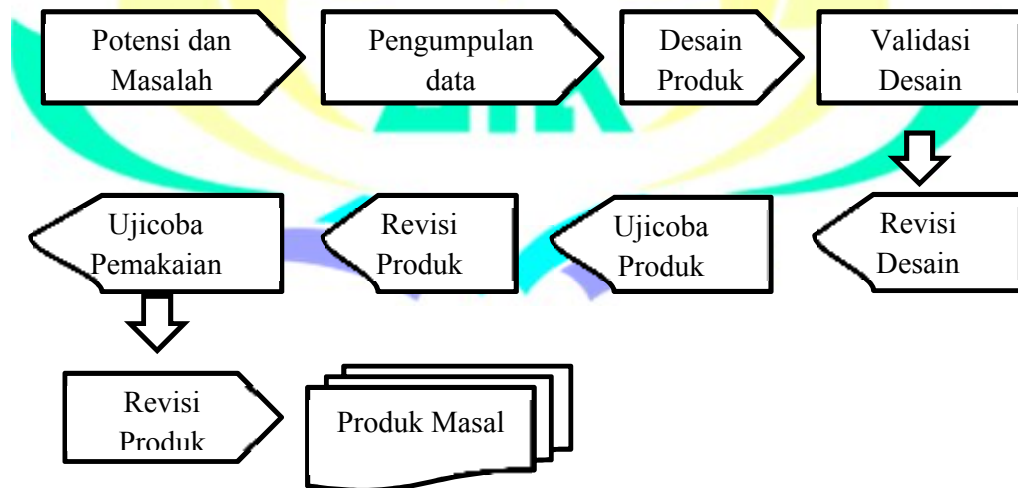 Potensi dan
Masalah
Pengumpulan
data
Desain
Produk
Validasi
Desain
Ujicoba
Pemakaian
Revisi
Produk
Ujicoba
Produk
Revisi
Desain
Revisi
Produk
Produk Masal